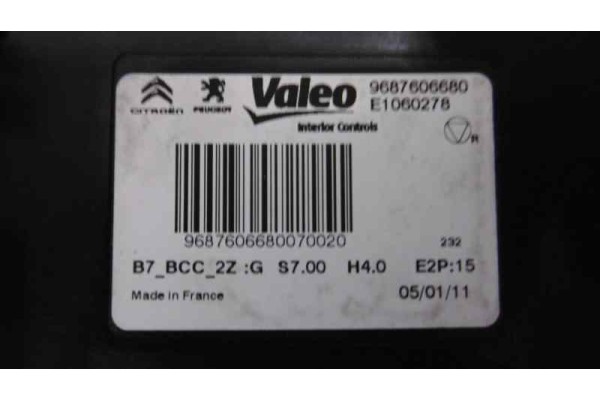 CITROËN PEUGEOT Valeo 9687606680
E1060278
Interior Controls
R
9687606680070020
232
B7_BCC_2Z :G S7.00 H4.0 E2P:15
Made in France 05/01/11